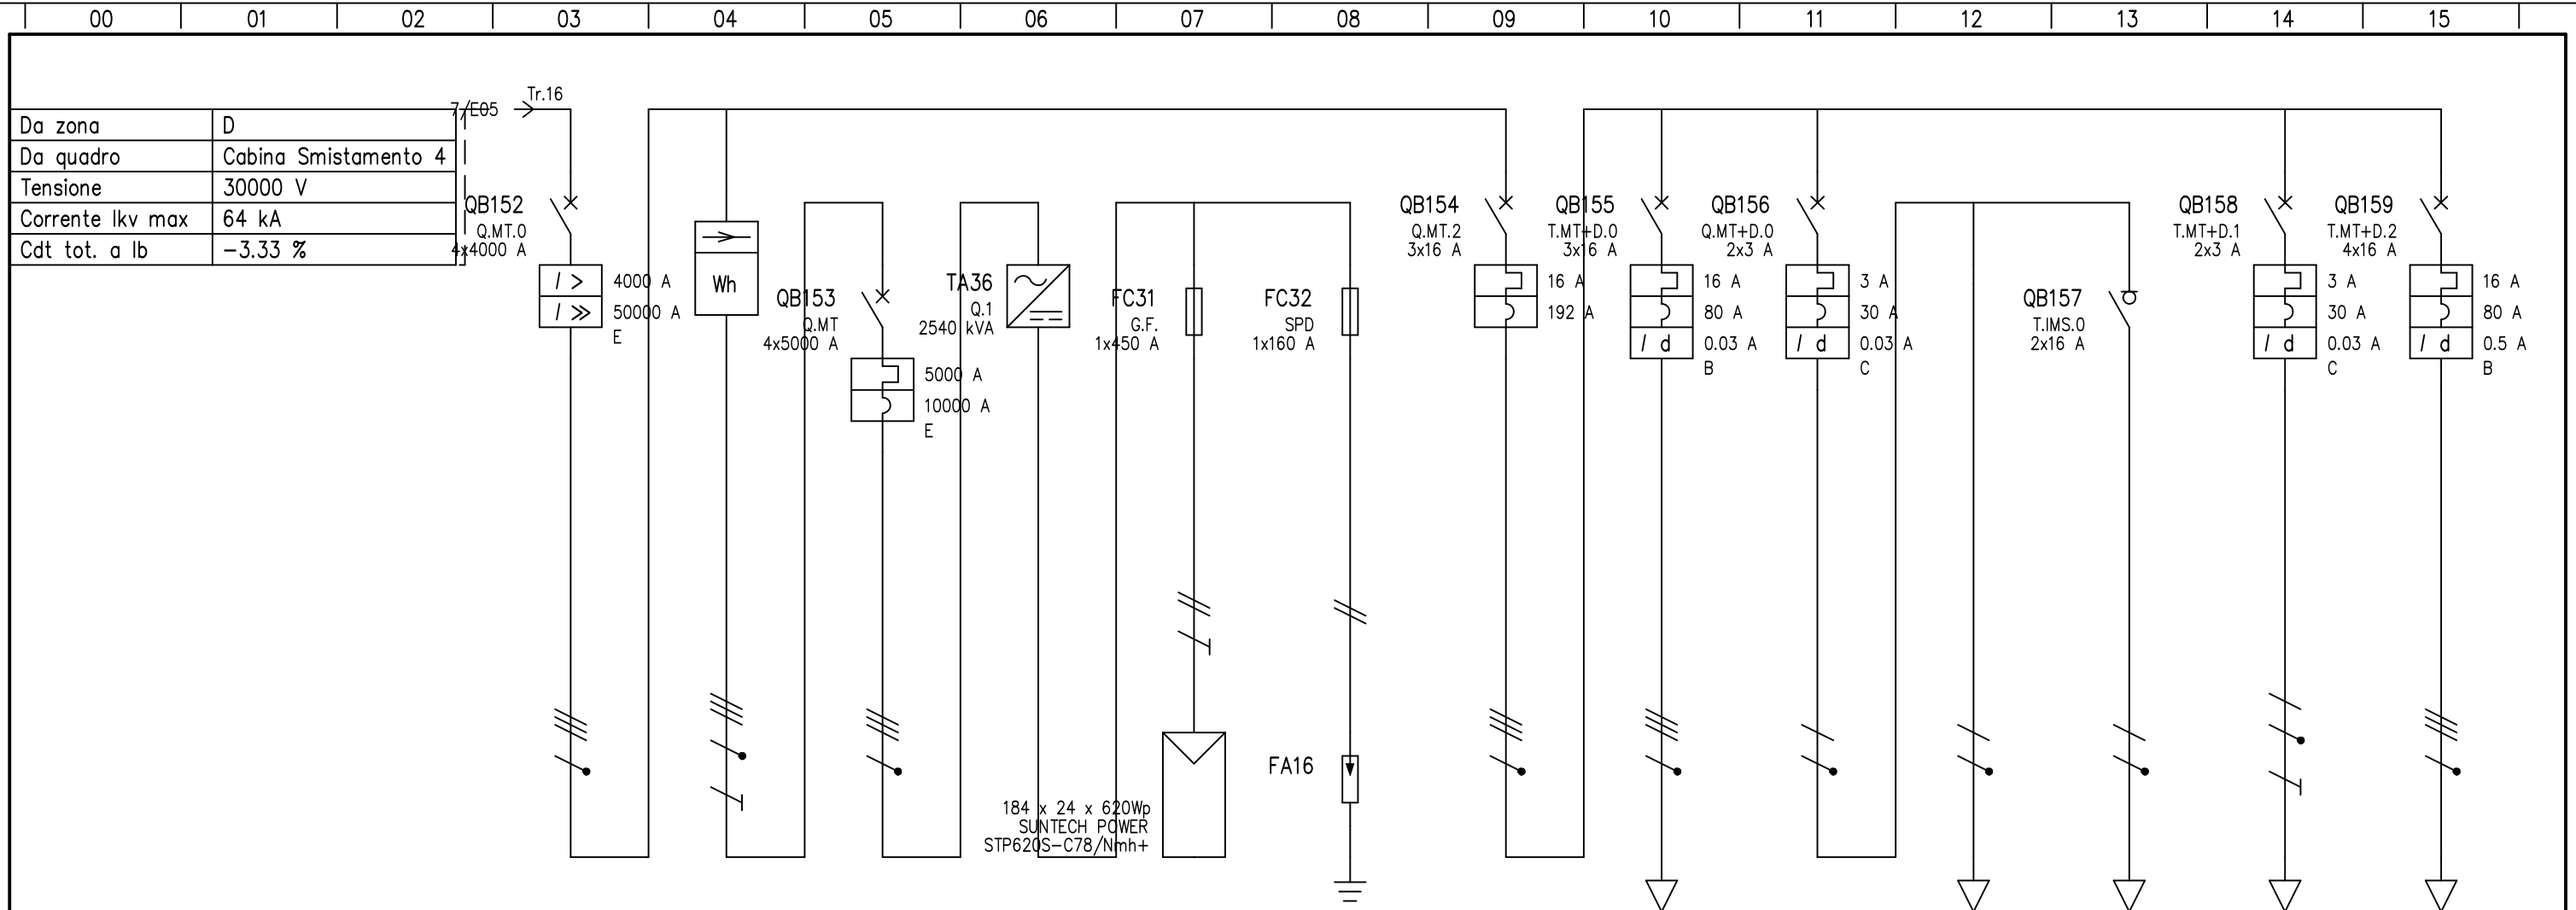 00 01 02 03 04 05 06 07 08 09 10 11 12 13 14 15
Tr.16
7/E05
Da zona D
Da quadro Cabina Smistamento 4
Tensione 30000 V
Corrente Ikv max 64 kA
Cdt tot. a Ib -3.33 %
QB152
Q.MT.0
4x4000 A
I > 4000 A
I >> 50000 A
E
Wh
QB153
Q.MT
4x5000 A
5000 A
10000 A
E
TA36
Q.1
2540 kVA
FC31
G.F.
1x450 A
184 x 24 x 620Wp
SUNTECH POWER
STP620S-C78/Nmh+
FC32
SPD
1x160 A
FA16
QB154
Q.MT.2
3x16 A
16 A
192 A
QB155
T.MT+D.0
3x16 A
16 A
80 A
I d 0.03 A
B
QB156
Q.MT+D.0
2x3 A
3 A
30 A
I d 0.03 A
C
QB157
T.IMS.0
2x16 A
QB158
T.MT+D.1
2x3 A
3 A
30 A
I d 0.03 A
C
QB159
T.MT+D.2
4x16 A
16 A
80 A
I d 0.5 A
B